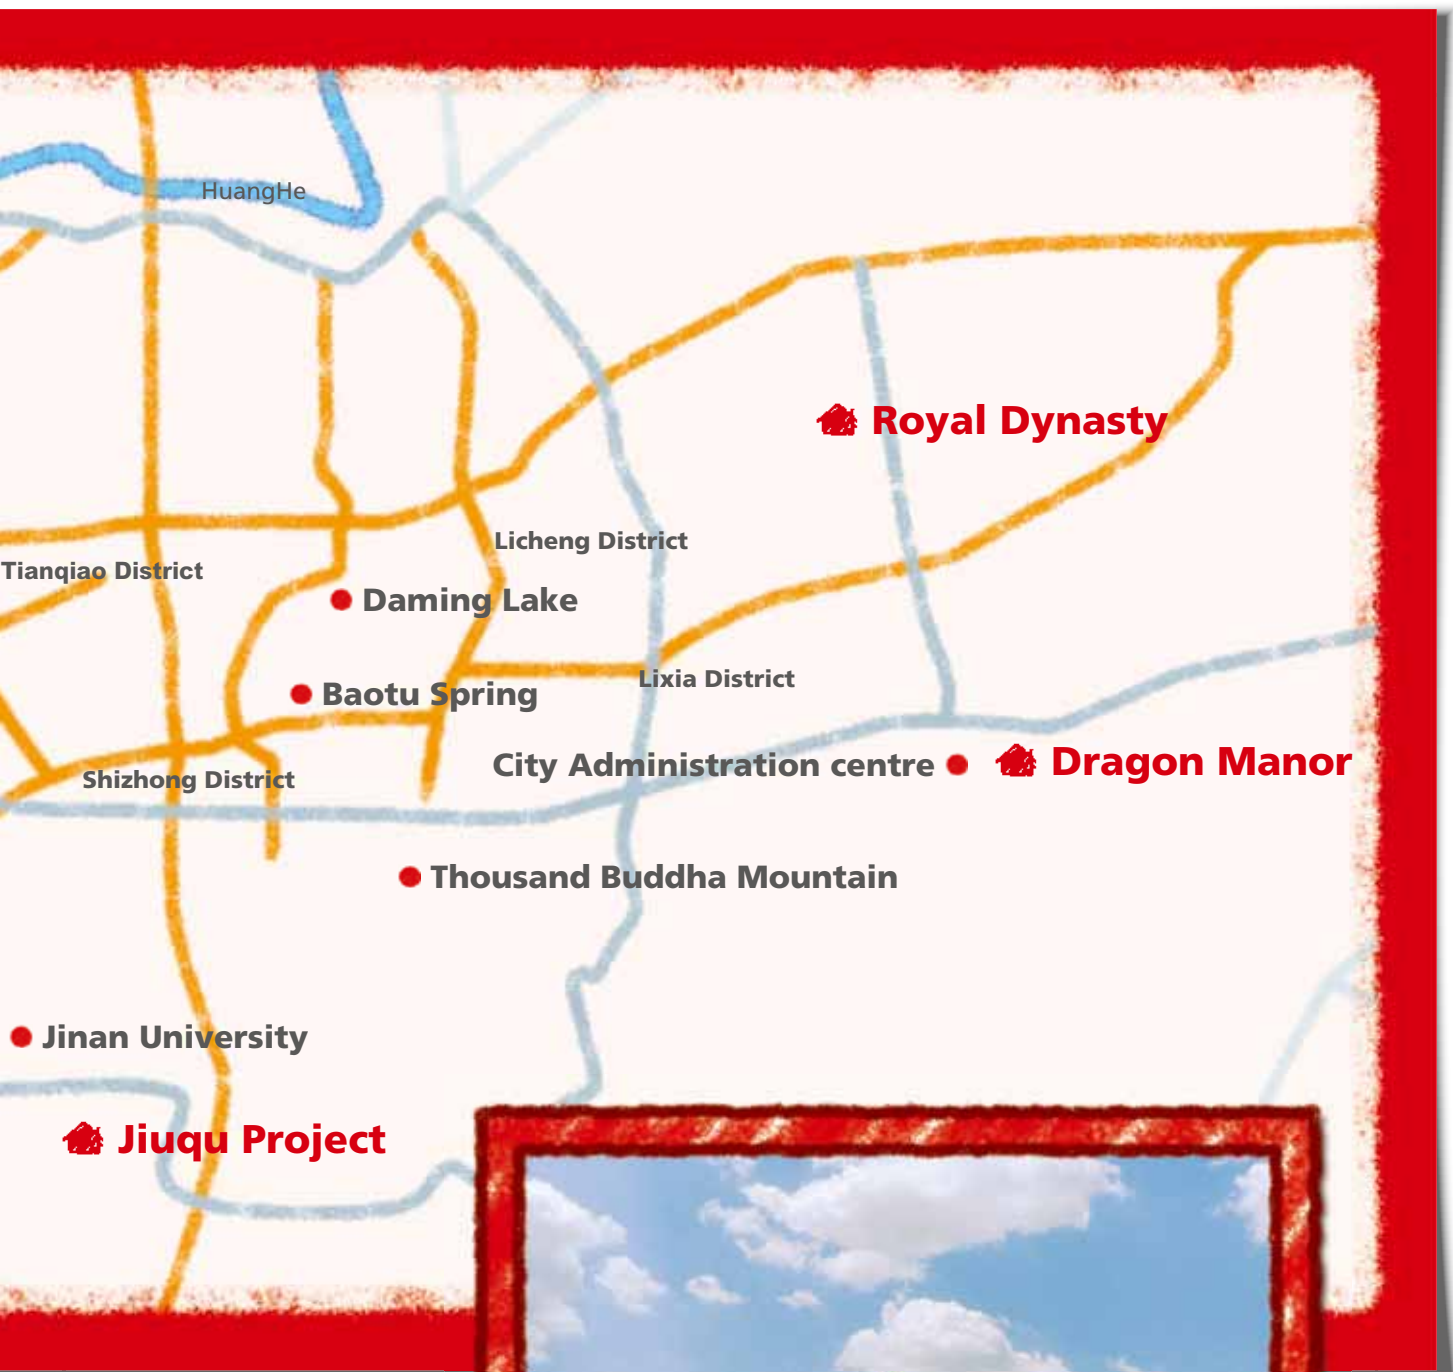 HuangHe
Royal Dynasty
Licheng District
Tianqiao District
Daming Lake
Lixia District
Baotu Spring
City Administration centre
Dragon Manor
Shizhong District
Thousand Buddha Mountain
Jinan University
Jiuqu Project